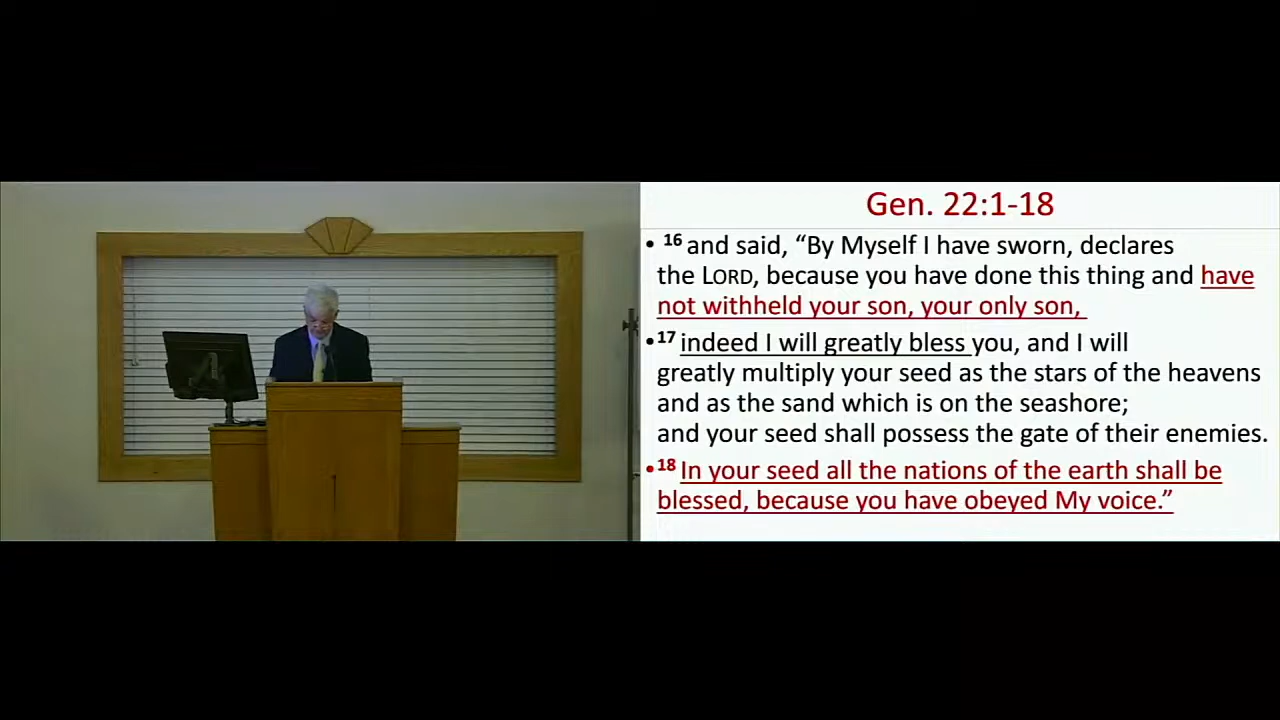 Gen. 22:1-18
• 16 and said, “By Myself I have sworn, declares
the LORD, because you have done this thing and have
not withheld your son, your only son,
• 17 indeed I will greatly bless you, and I will
greatly multiply your seed as the stars of the heavens
and as the sand which is on the seashore;
and your seed shall possess the gate of their enemies.
• 18 In your seed all the nations of the earth shall be
blessed, because you have obeyed My voice.”